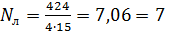 Nл = 424/4·15 = 7,06 = 7